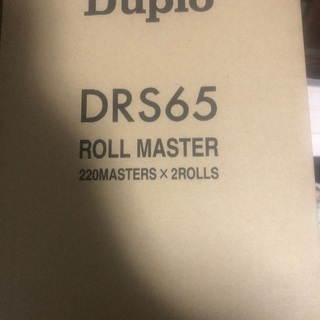 Duplo
DRS65
ROLL MASTER
220MASTERS × 2ROLLS